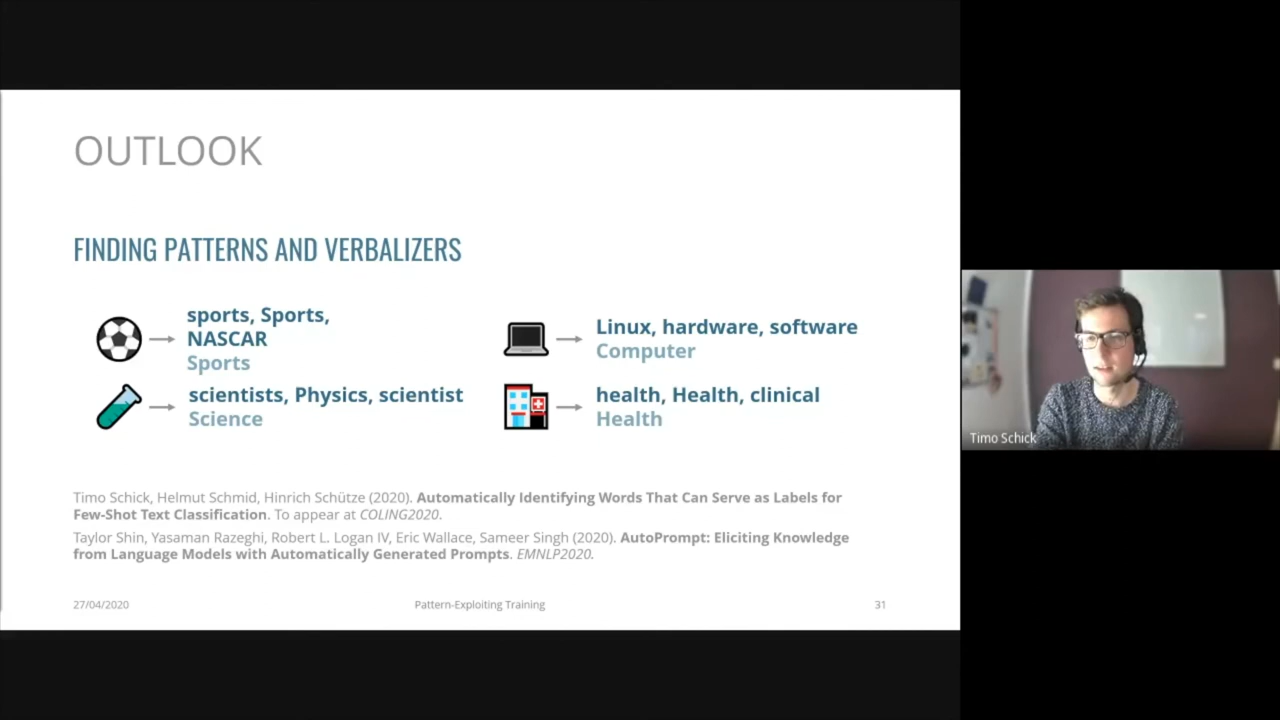 OUTLOOK
FINDING PATTERNS AND VERBALIZERS
sports, Sports,
NASCAR
Sports
Linux, hardware, software
Computer
scientists, Physics, scientist
Science
health, Health, clinical
Health
Timo Schick, Helmut Schmid, Hinrich Schütze (2020). Automatically Identifying Words That Can Serve as Labels for
Few-Shot Text Classification. To appear at COLING2020.
Taylor Shin, Yasaman Razeghi, Robert L. Logan IV, Eric Wallace, Sameer Singh (2020). AutoPrompt: Eliciting Knowledge
from Language Models with Automatically Generated Prompts. EMNLP2020.
27/04/2020
Pattern-Exploiting Training
31
Timo Schick